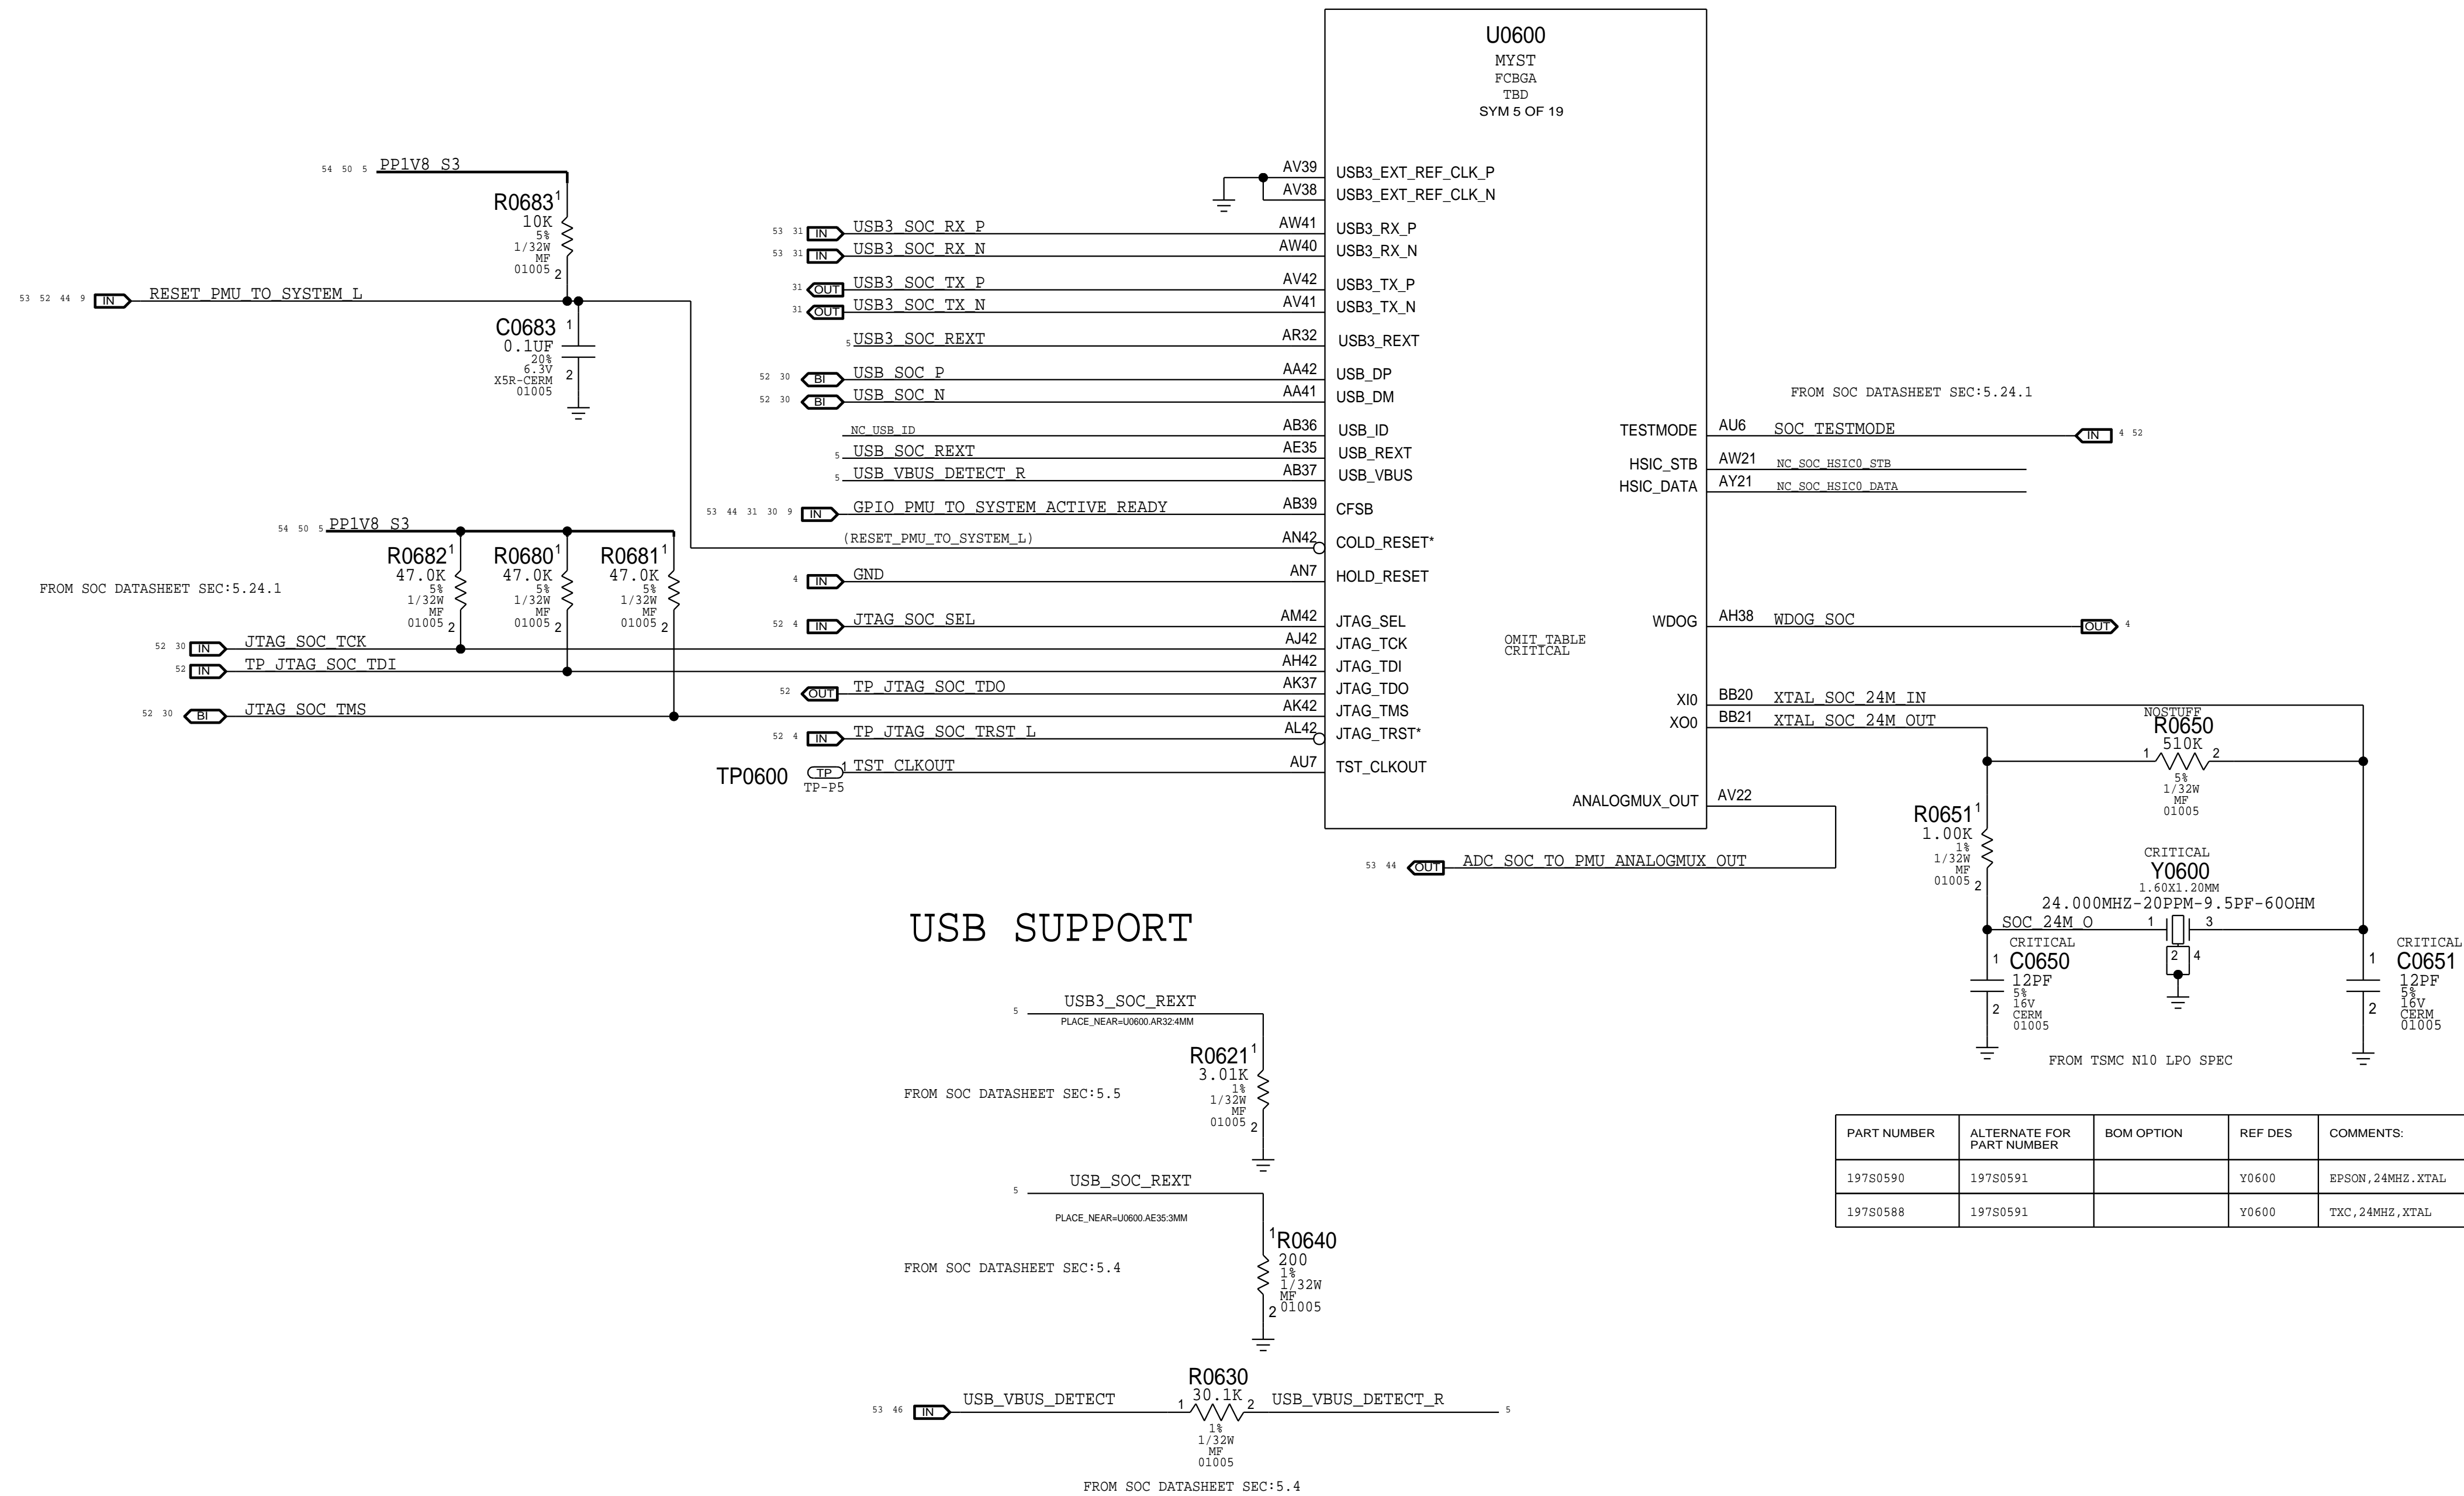 U0600
MYST
FCBGA
TBD
SYM 5 OF 19
54 50 5 PP1V8_S3
R0683 1
10K
5%
1/32W
MF
01005 2
53 52 44 9 IN RESET_PMU_TO_SYSTEM_L
C0683 1
0.1UF
20%
6.3V
X5R-CERM 2
01005
AV39 USB3_EXT_REF_CLK_P
AV38 USB3_EXT_REF_CLK_N
53 31 IN USB3_SOC_RX_P AW41 USB3_RX_P
53 31 IN USB3_SOC_RX_N AW40 USB3_RX_N
31 OUT USB3_SOC_TX_P AV42 USB3_TX_P
31 OUT USB3_SOC_TX_N AV41 USB3_TX_N
5 USB3_SOC_REXT AR32 USB3_REXT
52 30 BI USB_SOC_P AA42 USB_DP
52 30 BI USB_SOC_N AA41 USB_DM
NC_USB_ID AB36 USB_ID
5 USB_SOC_REXT AE35 USB_REXT
5 USB_VBUS_DETECT_R AB37 USB_VBUS
53 44 31 30 9 IN GPIO_PMU_TO_SYSTEM_ACTIVE_READY AB39 CFSB
(RESET_PMU_TO_SYSTEM_L) AN42 COLD_RESET*
4 IN GND AN7 HOLD_RESET
52 4 IN JTAG_SOC_SEL AM42 JTAG_SEL
AJ42 JTAG_TCK
AH42 JTAG_TDI
52 OUT TP_JTAG_SOC_TDO AK37 JTAG_TDO
AK42 JTAG_TMS
52 4 IN TP_JTAG_SOC_TRST_L AL42 JTAG_TRST*
TP0600 TP 1 TST_CLKOUT AU7 TST_CLKOUT
TP-P5
54 50 5 PP1V8_S3
R0682 1
47.0K
5%
1/32W
MF
01005 2
R0680 1
47.0K
5%
1/32W
MF
01005 2
R0681 1
47.0K
5%
1/32W
MF
01005 2
FROM SOC DATASHEET SEC:5.24.1
52 30 IN JTAG_SOC_TCK
52 IN TP_JTAG_SOC_TDI
52 30 BI JTAG_SOC_TMS
FROM SOC DATASHEET SEC:5.24.1
TESTMODE AU6 SOC_TESTMODE IN 4 52
HSIC_STB AW21 NC_SOC_HSIC0_STB
HSIC_DATA AY21 NC_SOC_HSIC0_DATA
WDOG AH38 WDOG_SOC OUT 4
OMIT_TABLE
CRITICAL
XI0 BB20 XTAL_SOC_24M_IN
XO0 BB21 XTAL_SOC_24M_OUT
ANALOGMUX_OUT AV22
53 44 OUT ADC_SOC_TO_PMU_ANALOGMUX_OUT
NOSTUFF
R0650
510K
1 2
5%
1/32W
MF
01005
R0651 1
1.00K
1%
1/32W
MF
01005 2
CRITICAL
Y0600
1.60X1.20MM
24.000MHZ-20PPM-9.5PF-60OHM
SOC_24M_O 1 3
2 4
CRITICAL
1 C0650
12PF
5%
2 16V
CERM
01005
CRITICAL
1 C0651
12PF
5%
2 16V
CERM
01005
FROM TSMC N10 LPO SPEC
USB SUPPORT
5 USB3_SOC_REXT
PLACE_NEAR=U0600.AR32:4MM
R0621 1
3.01K
1%
1/32W
MF
01005 2
FROM SOC DATASHEET SEC:5.5
5 USB_SOC_REXT
PLACE_NEAR=U0600.AE35:3MM
1 R0640
200
1%
1/32W
MF
2 01005
FROM SOC DATASHEET SEC:5.4
R0630
30.1K
53 46 IN USB_VBUS_DETECT 1 2 USB_VBUS_DETECT_R 5
1%
1/32W
MF
01005
FROM SOC DATASHEET SEC:5.4
PART NUMBER ALTERNATE FOR PART NUMBER BOM OPTION REF DES COMMENTS:
197S0590 197S0591 Y0600 EPSON,24MHZ.XTAL
197S0588 197S0591 Y0600 TXC,24MHZ,XTAL